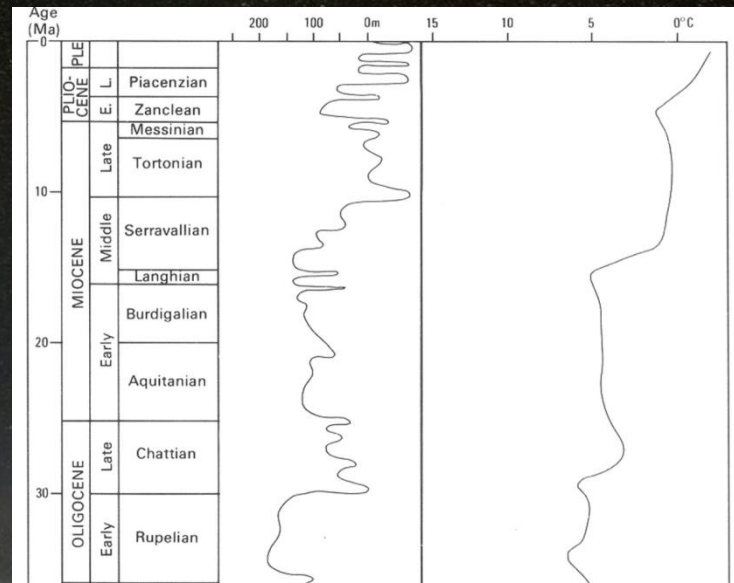 Age
(Ma)
200 100 0m 15 10 5 0°C
0
PLE
PLIO-
CENE
L.
Piacenzian
E.
Zanclean
Messinian
Late
Tortonian
10
MIOCENE
Middle
Serravallian
Langhian
Burdigalian
20
Early
Aquitanian
OLIGOCENE
Late
Chattian
30
Early
Rupelian